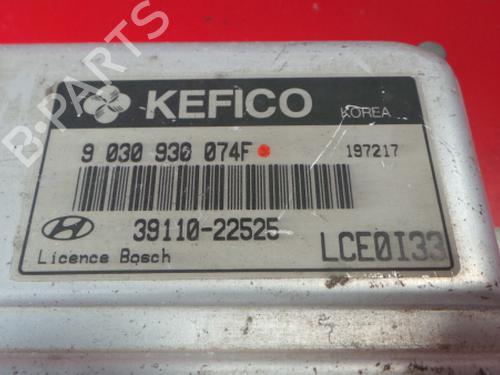 KEFICO
KOREA
9 030 930 074F
197217
39110-22525
Licence Bosch
LCE0I33
B-PARTS